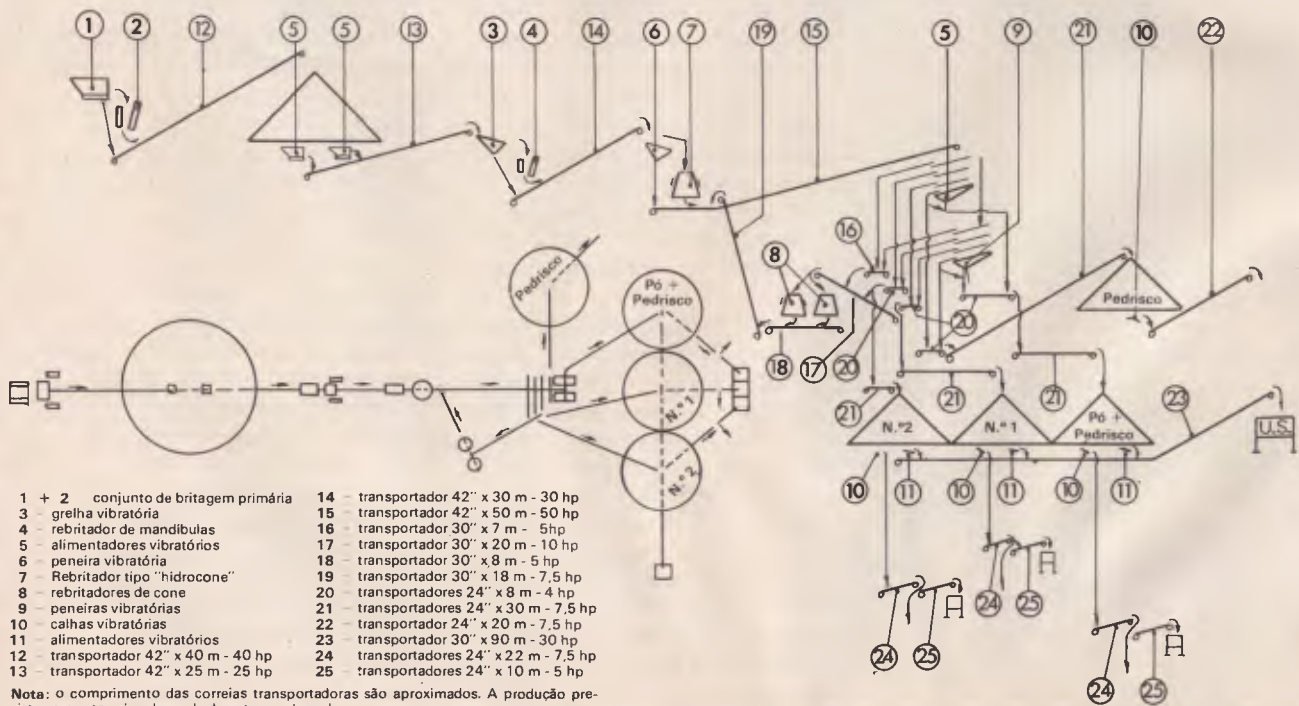 1 2 12 5 5 13 3 4 14 6 7 19 15 5 9 21 10 22
16
8
Pedrisco
20
20
18 17
21 21 21 23
N.º2 N.º1 Pó +
Pedrisco
U.S.
10 11 10 11 10 11
24 25
24 25
24 25
Pedrisco
Pó +
Pedrisco
N.º1
N.º2
1 + 2 conjunto de britagem primária
3 - grelha vibratória
4 - rebritador de mandíbulas
5 - alimentadores vibratórios
6 - peneira vibratória
7 - Rebritador tipo "hidrocone"
8 - rebritadores de cone
9 - peneiras vibratórias
10 - calhas vibratórias
11 - alimentadores vibratórios
12 - transportador 42" x 40 m - 40 hp
13 - transportador 42" x 25 m - 25 hp
14 - transportador 42" x 30 m - 30 hp
15 - transportador 42" x 50 m - 50 hp
16 - transportador 30" x 7 m - 5hp
17 - transportador 30" x 20 m - 10 hp
18 - transportador 30" x 8 m - 5 hp
19 - transportador 30" x 18 m - 7,5 hp
20 - transportadores 24" x 8 m - 4 hp
21 - transportadores 24" x 30 m - 7,5 hp
22 - transportador 24" x 20 m - 7,5 hp
23 - transportador 30" x 90 m - 30 hp
24 transportadores 24" x 22 m - 7,5 hp
25 - transportadores 24" x 10 m - 5 hp
Nota: o comprimento das correias transportadoras são aproximados. A produção pre-